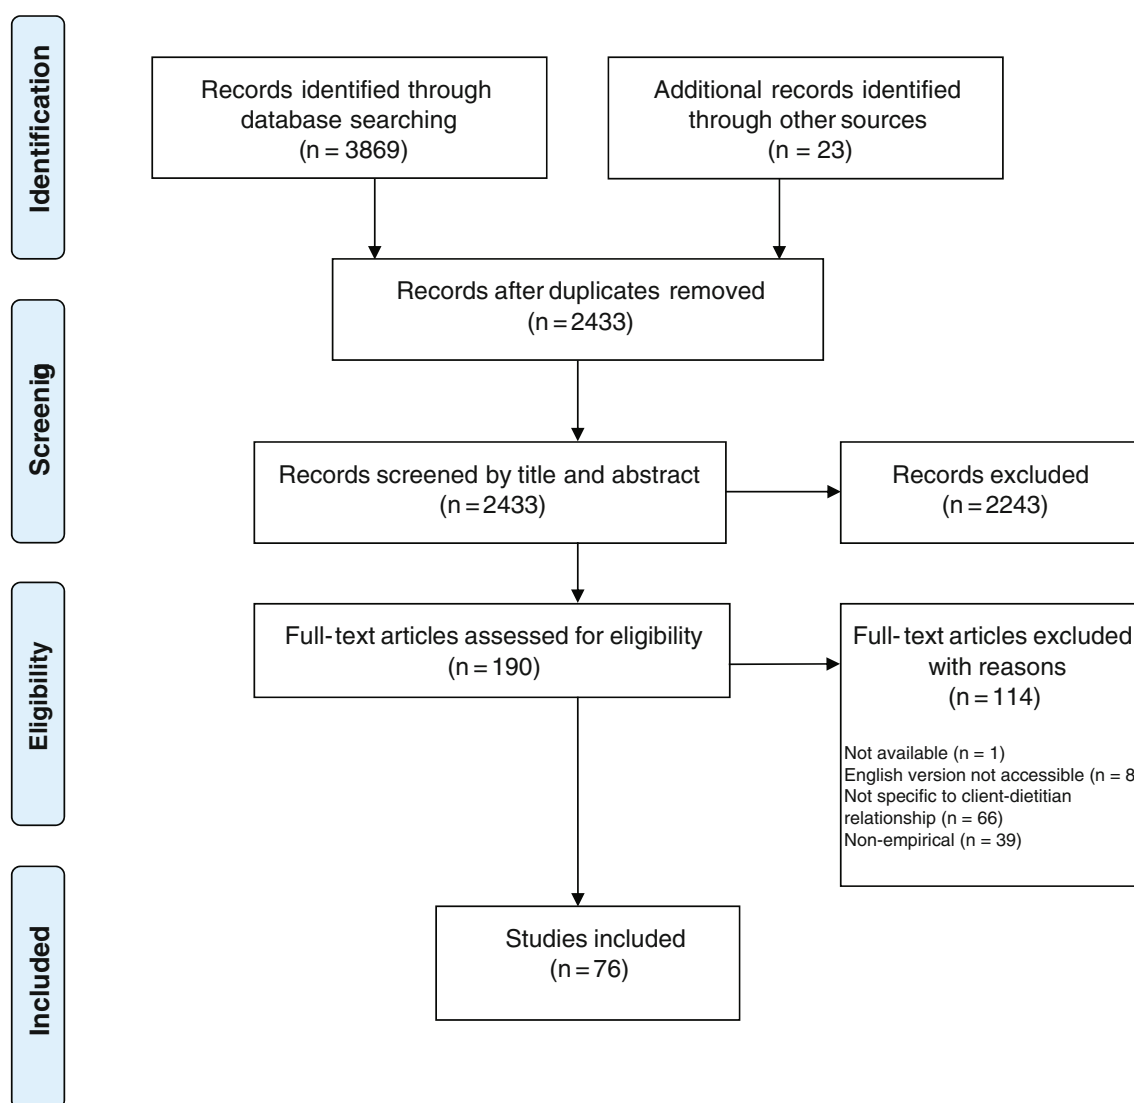 Identification
Records identified through
database searching
(n = 3869)
Additional records identified
through other sources
(n = 23)
Records after duplicates removed
(n = 2433)
Screenig
Records screened by title and abstract
(n = 2433)
Records excluded
(n = 2243)
Eligibility
Full-text articles assessed for eligibility
(n = 190)
Full-text articles excluded
with reasons
(n = 114)
Not available (n = 1)
English version not accessible (n = 8
Not specific to client-dietitian
relationship (n = 66)
Non-empirical (n = 39)
Included
Studies included
(n = 76)